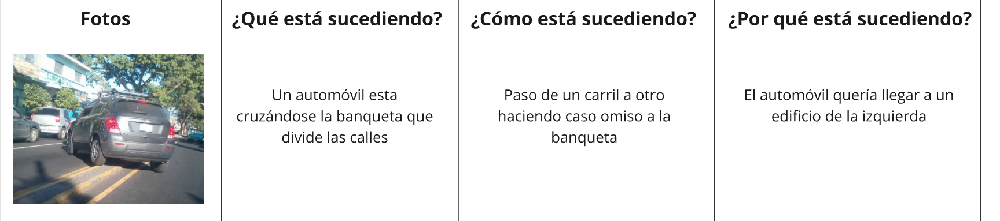 Fotos
¿Qué está sucediendo?
¿Cómo está sucediendo?
¿Por qué está sucediendo?
Un automóvil esta
cruzándose la banqueta que
divide las calles
Paso de un carril a otro
haciendo caso omiso a la
banqueta
El automóvil quería llegar a un
edificio de la izquierda